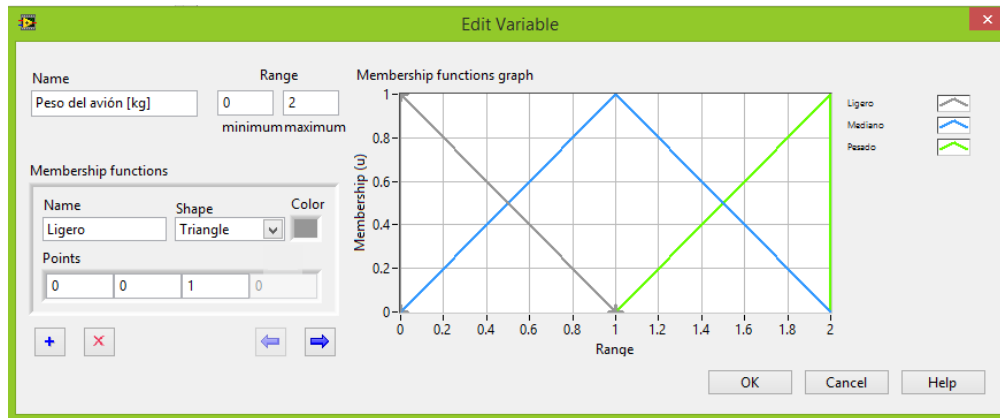 Edit Variable
Name
Range
Membership functions graph
Peso del avión [kg]
0
2
minimum maximum
Membership functions
Name
Shape
Color
Ligero
Triangle
Points
0
0
1
0
Membership (u)
1
0.8
0.6
0.4
0.2
0
0
0.2
0.4
0.6
0.8
1
1.2
1.4
1.6
1.8
2
Range
Ligero
Mediano
Pesado
OK
Cancel
Help